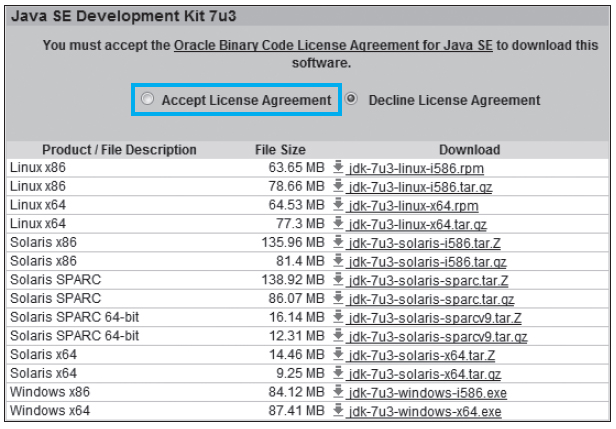 Java SE Development Kit 7u3
You must accept the Oracle Binary Code License Agreement for Java SE to download this
software.
Accept License Agreement Decline License Agreement
Product / File Description File Size Download
Linux x86 63.65 MB jdk-7u3-linux-i586.rpm
Linux x86 78.66 MB jdk-7u3-linux-i586.tar.gz
Linux x64 64.53 MB jdk-7u3-linux-x64.rpm
Linux x64 77.3 MB jdk-7u3-linux-x64.tar.gz
Solaris x86 135.96 MB jdk-7u3-solaris-i586.tar.Z
Solaris x86 81.4 MB jdk-7u3-solaris-i586.tar.gz
Solaris SPARC 138.92 MB jdk-7u3-solaris-sparc.tar.Z
Solaris SPARC 86.07 MB jdk-7u3-solaris-sparc.tar.gz
Solaris SPARC 64-bit 16.14 MB jdk-7u3-solaris-sparcv9.tar.Z
Solaris SPARC 64-bit 12.31 MB jdk-7u3-solaris-sparcv9.tar.gz
Solaris x64 14.46 MB jdk-7u3-solaris-x64.tar.Z
Solaris x64 9.25 MB jdk-7u3-solaris-x64.tar.gz
Windows x86 84.12 MB jdk-7u3-windows-i586.exe
Windows x64 87.41 MB jdk-7u3-windows-x64.exe